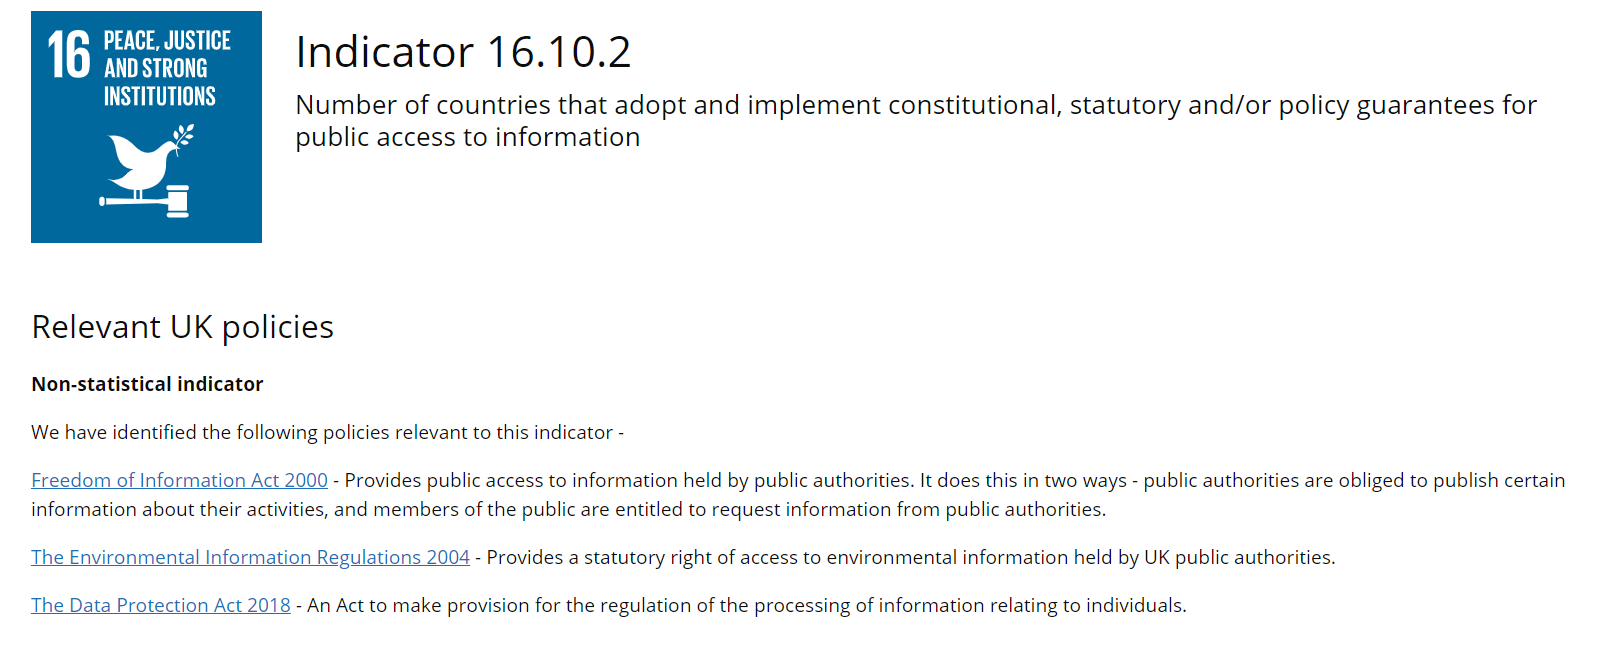 16 PEACE, JUSTICE
AND STRONG
INSTITUTIONS
Indicator 16.10.2
Number of countries that adopt and implement constitutional, statutory and/or policy guarantees for
public access to information
Relevant UK policies
Non-statistical indicator
We have identified the following policies relevant to this indicator -
Freedom of Information Act 2000 - Provides public access to information held by public authorities. It does this in two ways - public authorities are obliged to publish certain
information about their activities, and members of the public are entitled to request information from public authorities.
The Environmental Information Regulations 2004 - Provides a statutory right of access to environmental information held by UK public authorities.
The Data Protection Act 2018 - An Act to make provision for the regulation of the processing of information relating to individuals.